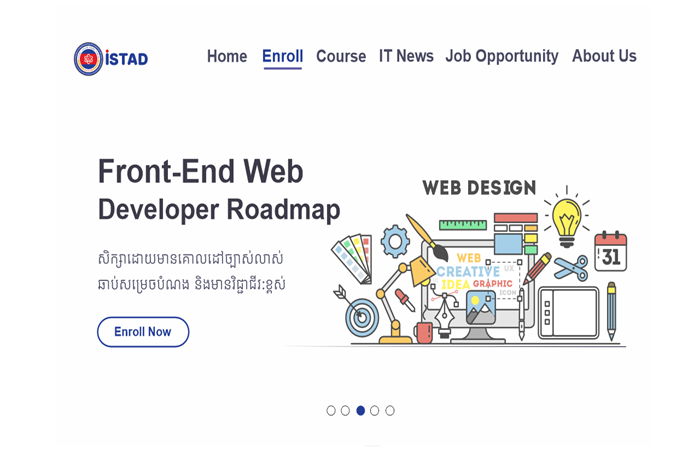 iSTAD
Home Enroll Course IT News Job Opportunity About Us
Front-End Web
Developer Roadmap
សិក្សាដោយមានគោលដៅច្បាស់លាស់
ឆាប់សម្រេចបំណង និងមានវិជ្ជាជីវៈខ្ពស់
Enroll Now
WEB DESIGN
WEB
CREATIVE UX
IDEA GRAPHIC
ICON
31